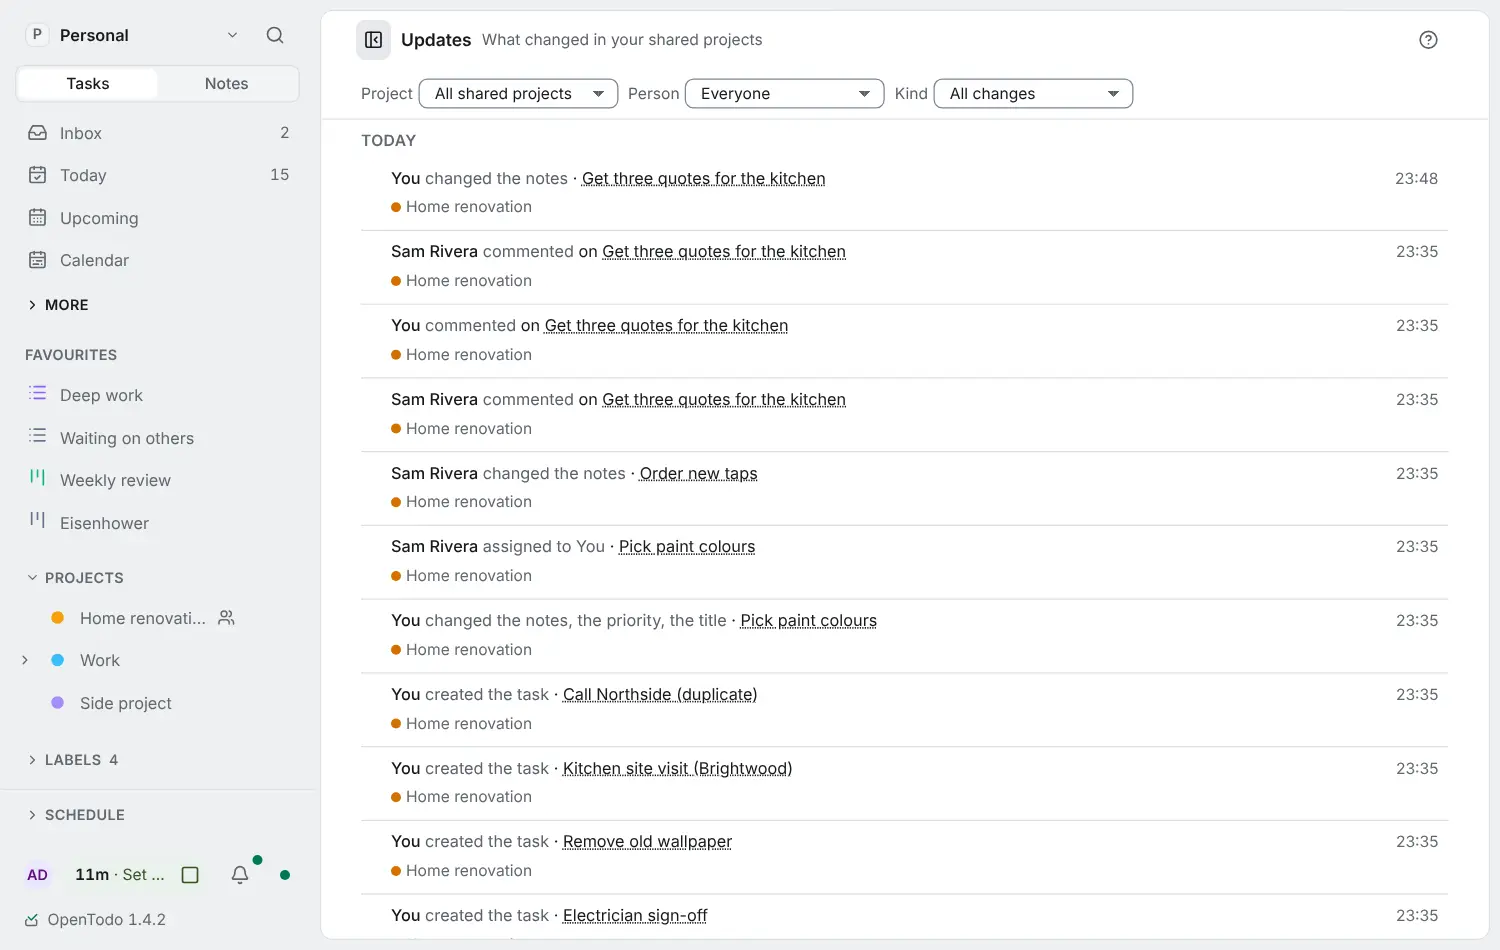 P Personal
Tasks Notes
Inbox 2
Today 15
Upcoming
Calendar
MORE
FAVOURITES
Deep work
Waiting on others
Weekly review
Eisenhower
PROJECTS
Home renovati...
Work
Side project
LABELS 4
SCHEDULE
AD 11m · Set ...
OpenTodo 1.4.2
Updates What changed in your shared projects
Project All shared projects Person Everyone Kind All changes
TODAY
You changed the notes · Get three quotes for the kitchen 23:48
Home renovation
Sam Rivera commented on Get three quotes for the kitchen 23:35
Home renovation
You commented on Get three quotes for the kitchen 23:35
Home renovation
Sam Rivera commented on Get three quotes for the kitchen 23:35
Home renovation
Sam Rivera changed the notes · Order new taps 23:35
Home renovation
Sam Rivera assigned to You · Pick paint colours 23:35
Home renovation
You changed the notes, the priority, the title · Pick paint colours 23:35
Home renovation
You created the task · Call Northside (duplicate) 23:35
Home renovation
You created the task · Kitchen site visit (Brightwood) 23:35
Home renovation
You created the task · Remove old wallpaper 23:35
Home renovation
You created the task · Electrician sign-off 23:35